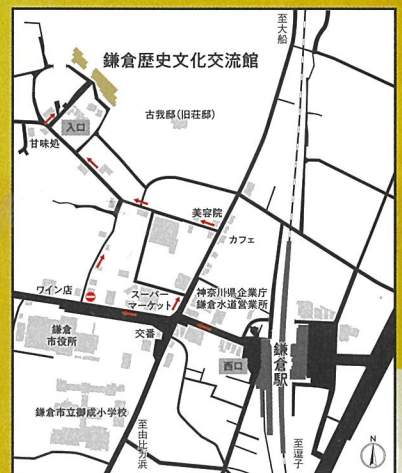 至大船
鎌倉歴史文化交流館
古我邸(旧荘邸)
入口
甘味処
美容院
カフェ
ワイン店
スーパー
マーケット
神奈川県企業庁
鎌倉水道営業所
交番
鎌倉
市役所
西口
鎌倉駅
鎌倉市立御成小学校
至由比ガ浜
至逗子
N